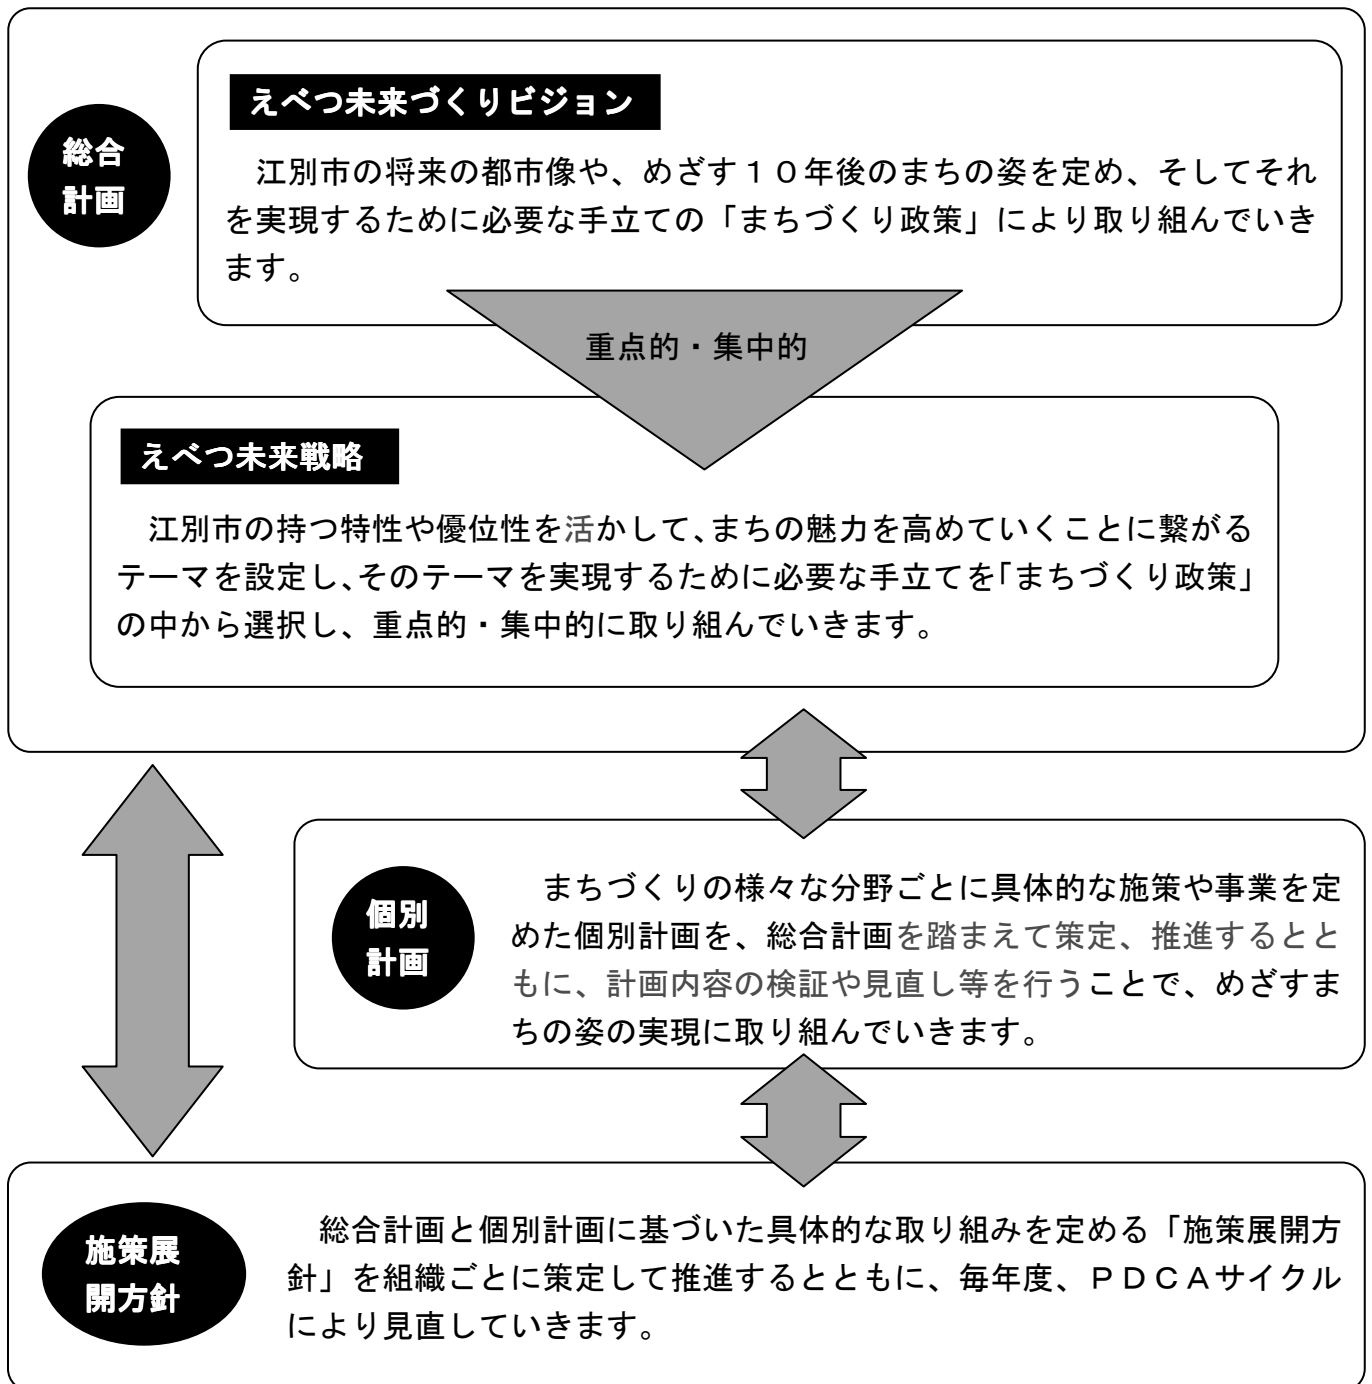 総合
計画
えべつ未来づくりビジョン
江別市の将来の都市像や、めざす１０年後のまちの姿を定め、そしてそれ
を実現するために必要な手立ての「まちづくり政策」により取り組んでいき
ます。
重点的・集中的
えべつ未来戦略
江別市の持つ特性や優位性を活かして、まちの魅力を高めていくことに繋がる
テーマを設定し、そのテーマを実現するために必要な手立てを「まちづくり政策」
の中から選択し、重点的・集中的に取り組んでいきます。
個別
計画
まちづくりの様々な分野ごとに具体的な施策や事業を定
めた個別計画を、総合計画を踏まえて策定、推進するとと
もに、計画内容の検証や見直し等を行うことで、めざすま
ちの姿の実現に取り組んでいきます。
施策展
開方針
総合計画と個別計画に基づいた具体的な取り組みを定める「施策展開方
針」を組織ごとに策定して推進するとともに、毎年度、ＰＤＣＡサイクル
により見直していきます。